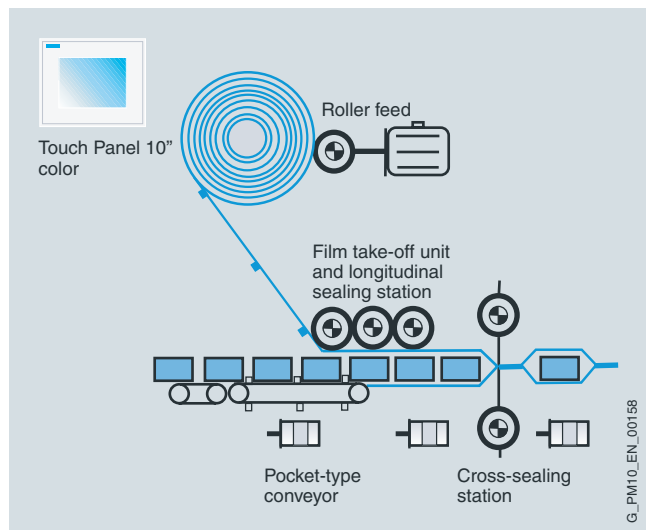 Roller feed
Touch Panel 10”
color
Film take-off unit
and longitudinal
sealing station
Pocket-type
conveyor
Cross-sealing
station
G_PM10_EN_00158